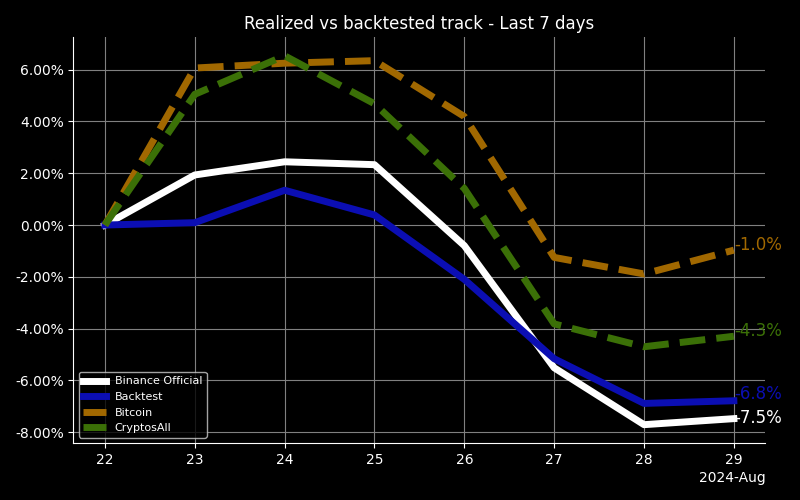 Realized vs backtested track - Last 7 days
6.00%
4.00%
2.00%
0.00%
-2.00%
-4.00%
-6.00%
-8.00%
-1.0%
-4.3%
-6.8%
-7.5%
Binance Official
Backtest
Bitcoin
CryptosAll
22 23 24 25 26 27 28 29
2024-Aug